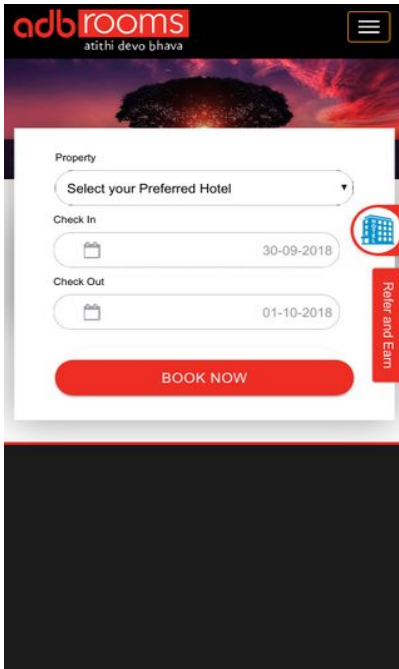 adb rooms
atithi devo bhava
Property
Select your Preferred Hotel
Check In
30-09-2018
Check Out
01-10-2018
Refer and Earn
BOOK NOW